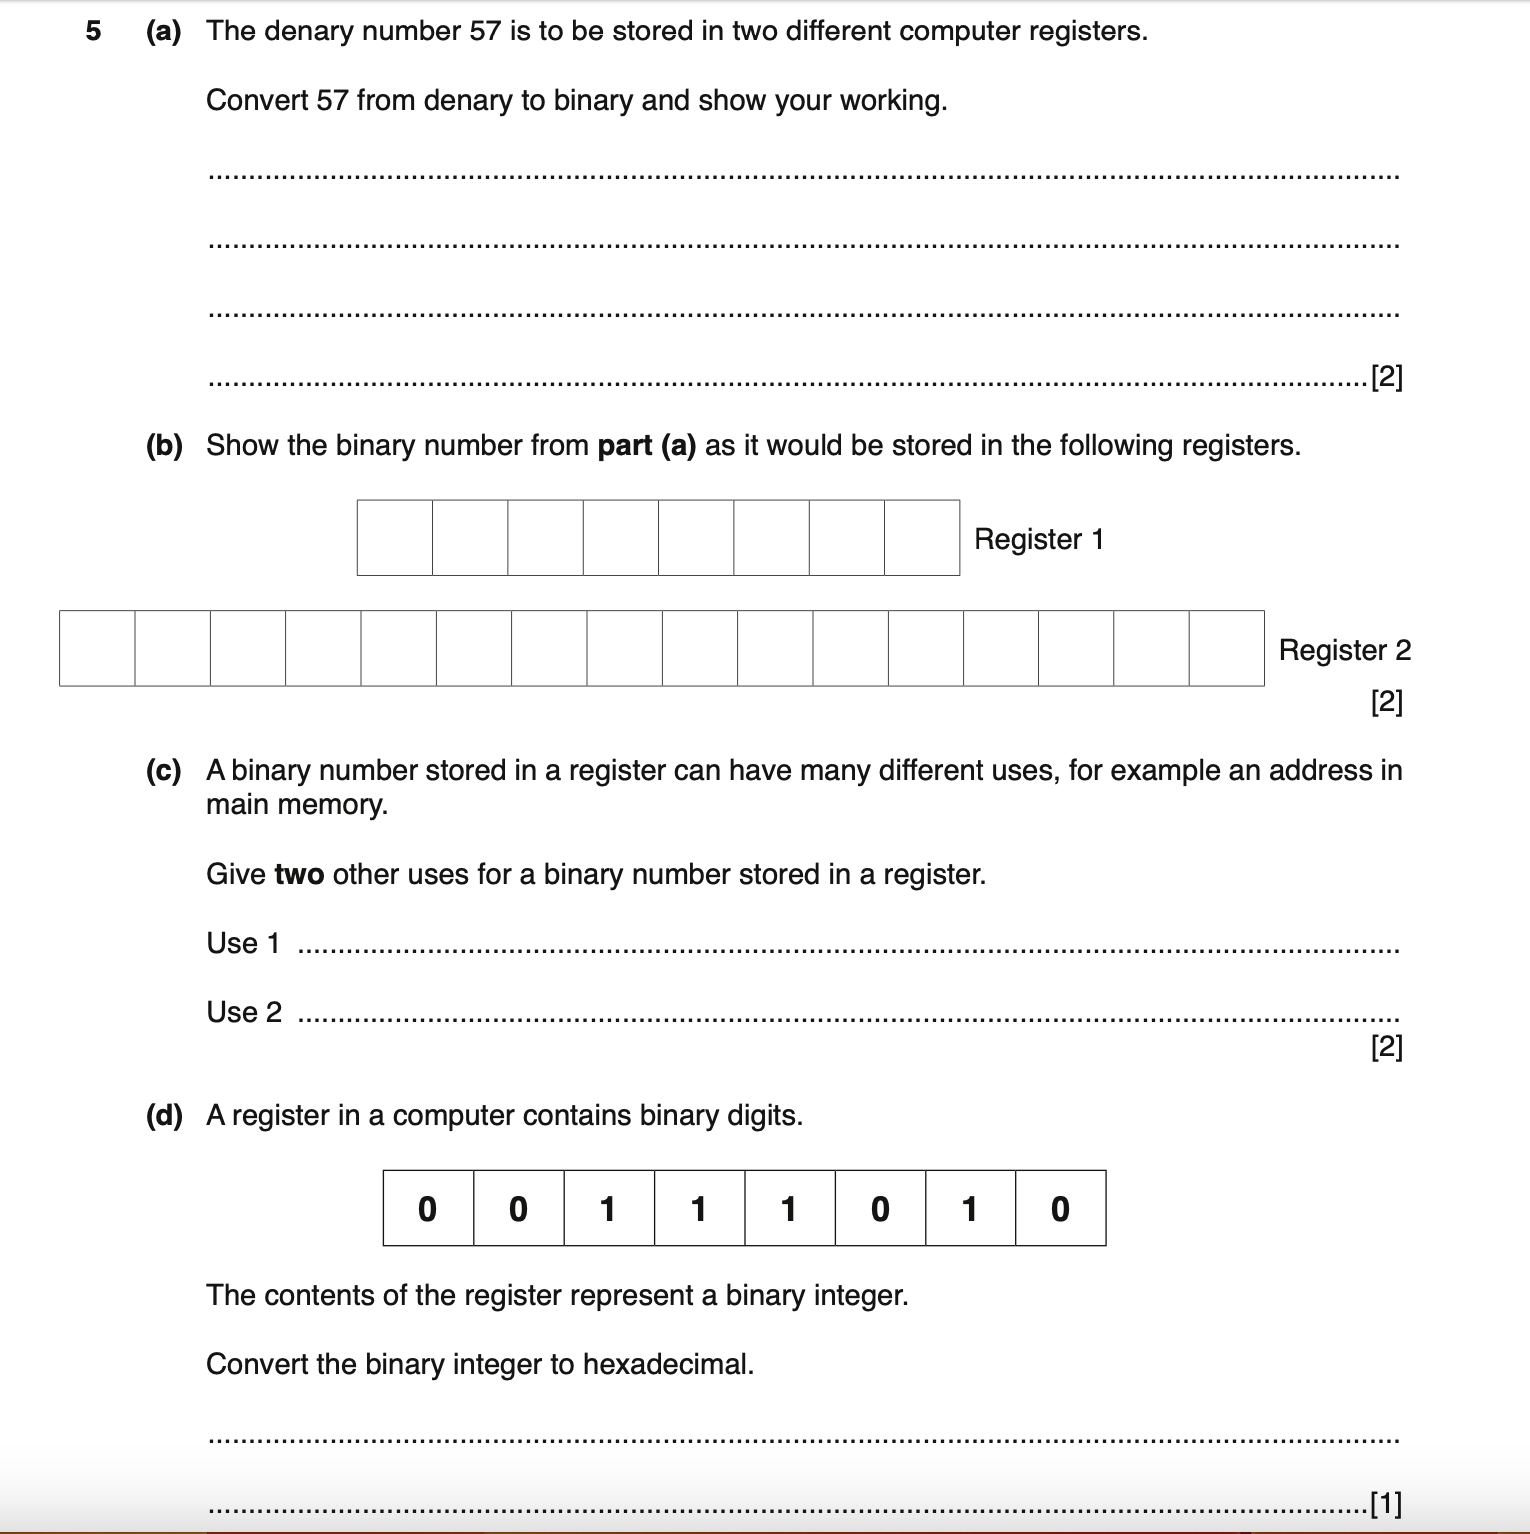 5 (a) The denary number 57 is to be stored in two different computer registers.
Convert 57 from denary to binary and show your working.
[2]
(b) Show the binary number from part (a) as it would be stored in the following registers.
Register 1
Register 2
[2]
(c) A binary number stored in a register can have many different uses, for example an address in
main memory.
Give two other uses for a binary number stored in a register.
Use 1
Use 2
[2]
(d) A register in a computer contains binary digits.
0 0 1 1 1 0 1 0
The contents of the register represent a binary integer.
Convert the binary integer to hexadecimal.
[1]